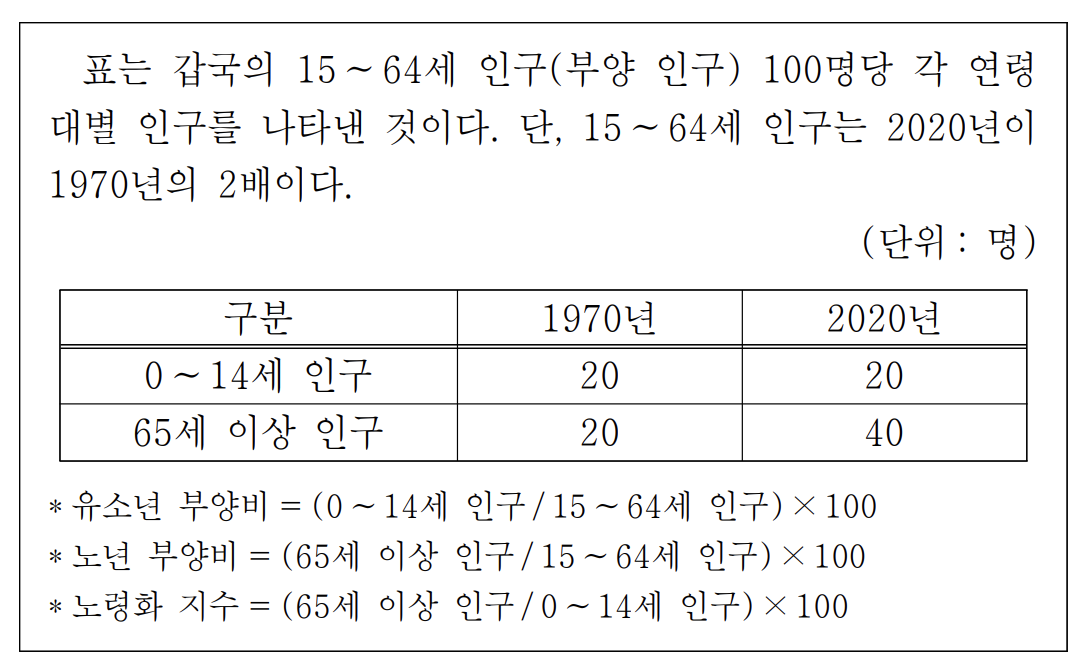 표는 갑국의 15~64세 인구(부양 인구) 100명당 각 연령
대별 인구를 나타낸 것이다. 단, 15~64세 인구는 2020년이
1970년의 2배이다.
(단위: 명)
구분 1970년 2020년
0~14세 인구 20 20
65세 이상 인구 20 40
* 유소년 부양비 = (0~14세 인구/15~64세 인구)×100
* 노년 부양비 = (65세 이상 인구/15~64세 인구)×100
* 노령화 지수 = (65세 이상 인구/0~14세 인구)×100